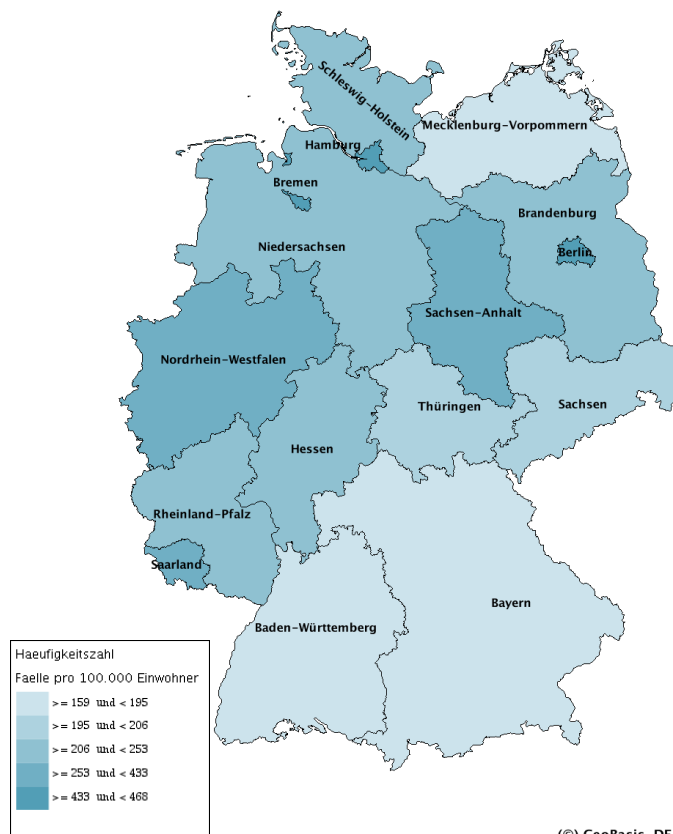 Schleswig-Holstein
Mecklenburg-Vorpommern
Hamburg
Bremen
Brandenburg
Niedersachsen
Berlin
Sachsen-Anhalt
Nordrhein-Westfalen
Thüringen
Sachsen
Hessen
Rheinland-Pfalz
Saarland
Bayern
Baden-Württemberg
Haeufigkeitszahl
Faelle pro 100.000 Einwohner
>= 159 und < 195
>= 195 und < 206
>= 206 und < 253
>= 253 und < 433
>= 433 und < 468
(©) GeoBasis-DE